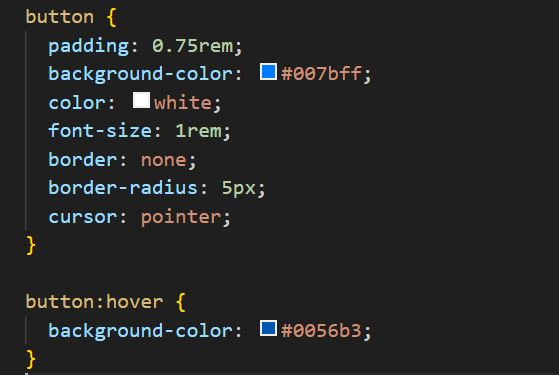 button {
  padding: 0.75rem;
  background-color: #007bff;
  color: white;
  font-size: 1rem;
  border: none;
  border-radius: 5px;
  cursor: pointer;
}

button:hover {
  background-color: #0056b3;
}